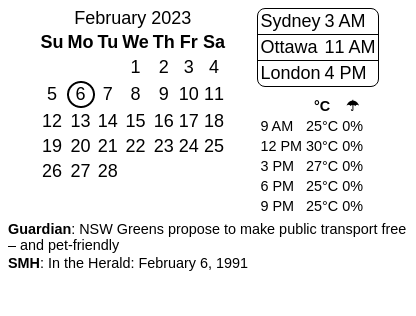 February 2023
Su Mo Tu We Th Fr Sa
1 2 3 4
5 6 7 8 9 10 11
12 13 14 15 16 17 18
19 20 21 22 23 24 25
26 27 28
Sydney 3 AM
Ottawa 11 AM
London 4 PM
°C ☂
9 AM 25°C 0%
12 PM 30°C 0%
3 PM 27°C 0%
6 PM 25°C 0%
9 PM 25°C 0%
Guardian: NSW Greens propose to make public transport free
– and pet-friendly
SMH: In the Herald: February 6, 1991